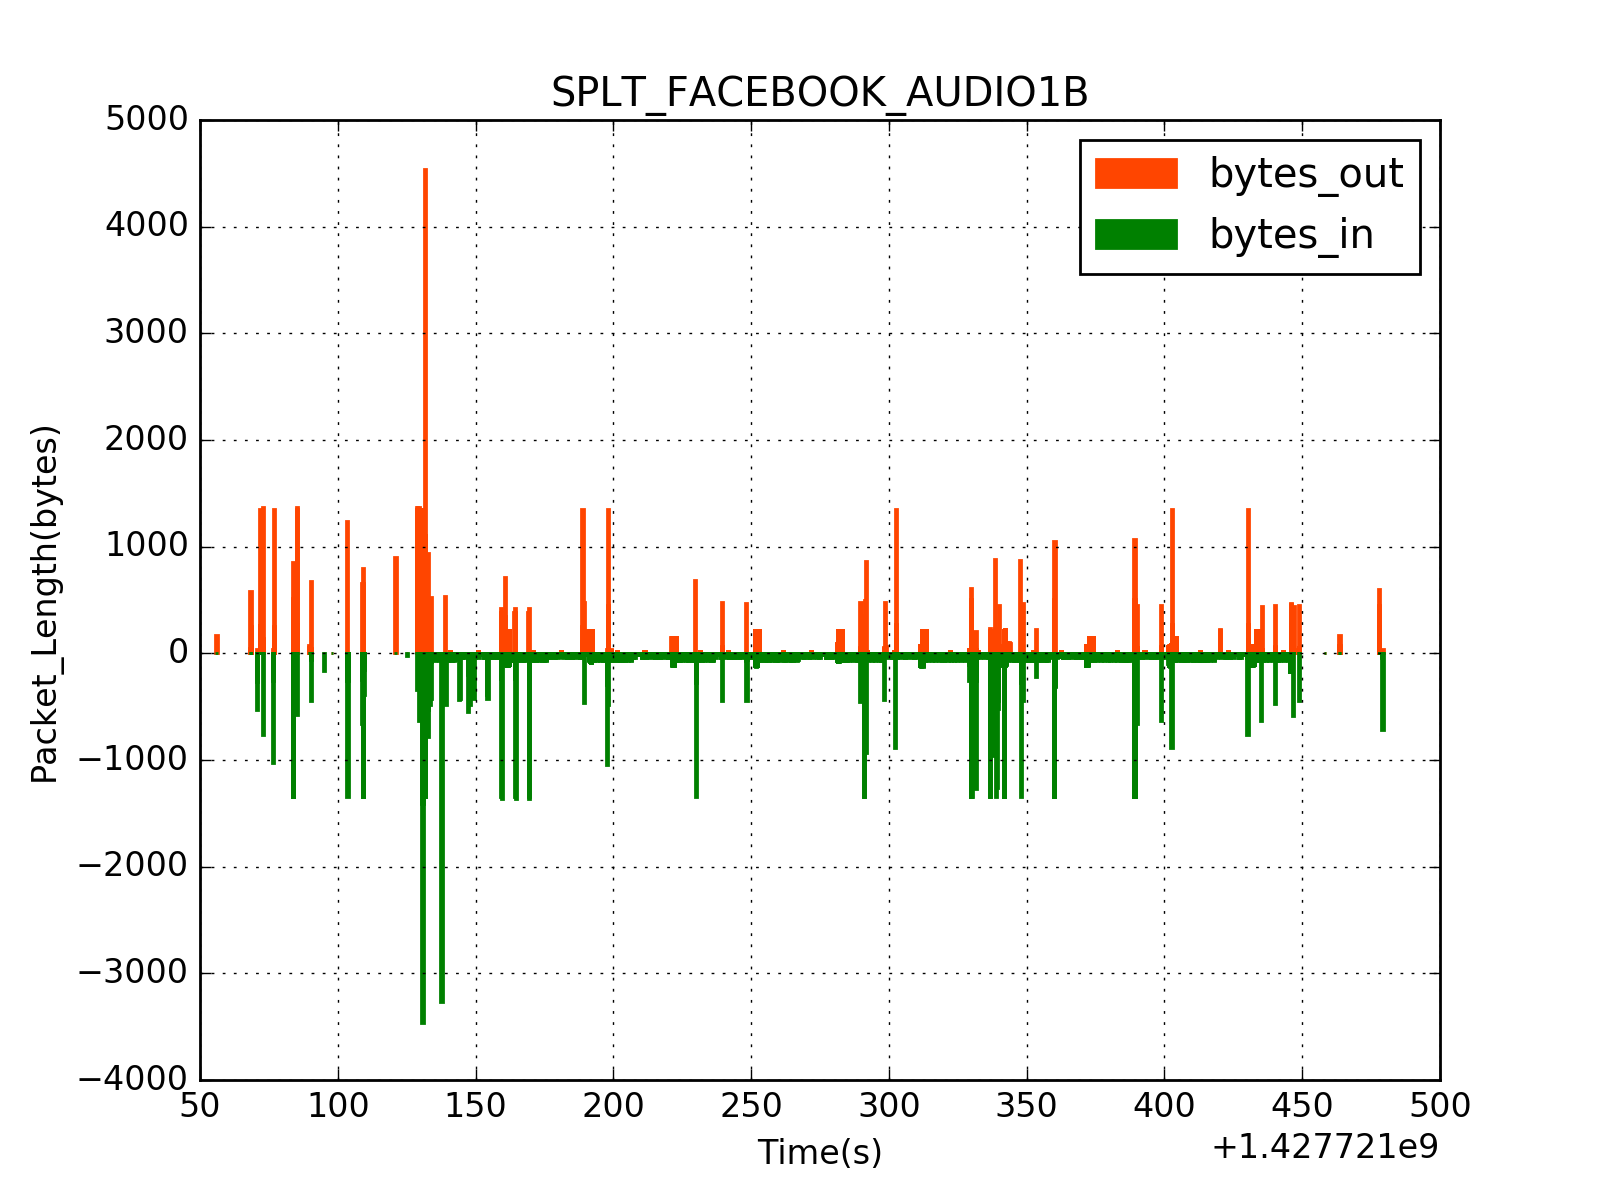 SPLT_FACEBOOK_AUDIO1B
bytes_out
bytes_in
Packet_Length(bytes)
5000
4000
3000
2000
1000
0
−1000
−2000
−3000
−4000
50 100 150 200 250 300 350 400 450 500
Time(s)
+1.427721e9